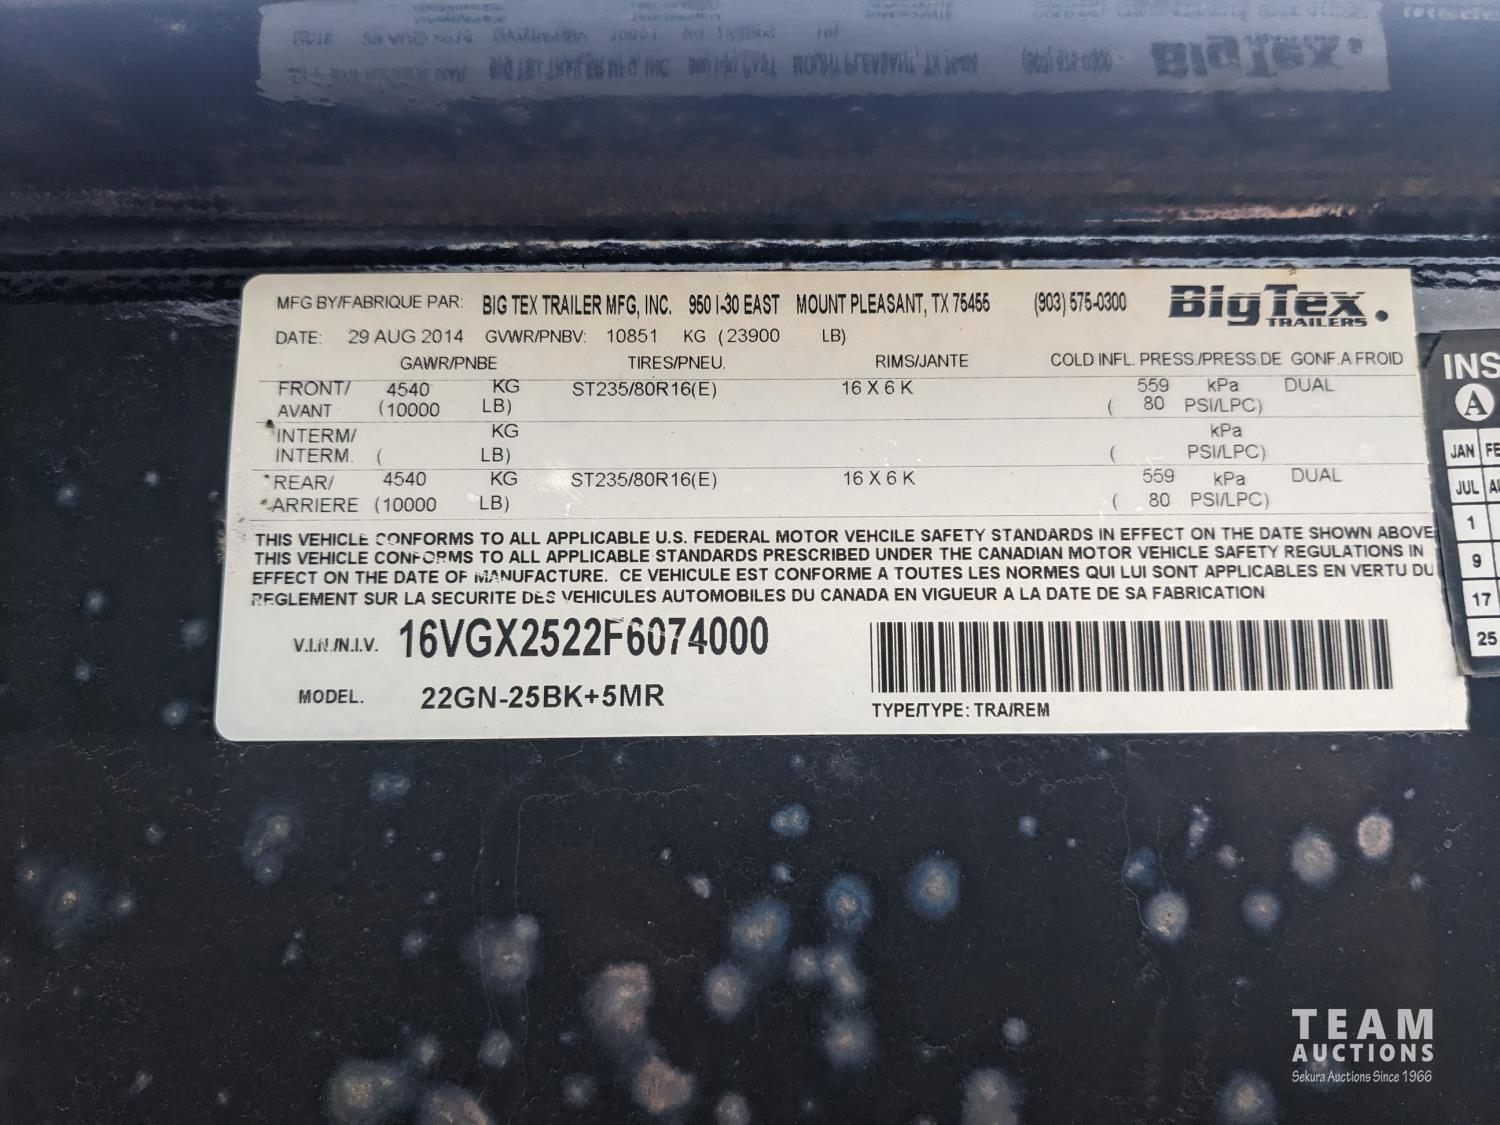 MFG BY/FABRIQUE PAR: BIG TEX TRAILER MFG, INC. 950 I-30 EAST MOUNT PLEASANT, TX 75455 (903) 575-0300 BigTex
TRAILERS
DATE: 29 AUG 2014 GVWR/PNBV: 10851 KG (23900 LB)
GAWR/PNBE TIRES/PNEU. RIMS/JANTE COLD INFL. PRESS./PRESS.DE GONF.A FROID
FRONT/ 4540 KG ST235/80R16(E) 16 X 6 K 559 kPa DUAL
AVANT (10000 LB) ( 80 PSI/LPC)
INTERM/ KG kPa
INTERM. ( LB) ( PSI/LPC)
REAR/ 4540 KG ST235/80R16(E) 16 X 6 K 559 kPa DUAL
ARRIERE (10000 LB) ( 80 PSI/LPC)
THIS VEHICLE CONFORMS TO ALL APPLICABLE U.S. FEDERAL MOTOR VEHCILE SAFETY STANDARDS IN EFFECT ON THE DATE SHOWN ABOVE
THIS VEHICLE CONFORMS TO ALL APPLICABLE STANDARDS PRESCRIBED UNDER THE CANADIAN MOTOR VEHICLE SAFETY REGULATIONS IN
EFFECT ON THE DATE OF MANUFACTURE. CE VEHICULE EST CONFORME A TOUTES LES NORMES QUI LUI SONT APPLICABLES EN VERTU DU
REGLEMENT SUR LA SECURITE DES VEHICULES AUTOMOBILES DU CANADA EN VIGUEUR A LA DATE DE SA FABRICATION
V.I.N./N.I.V. 16VGX2522F6074000
MODEL. 22GN-25BK+5MR
TYPE/TYPE: TRA/REM
INS
A
JAN FE
JUL
1
9
17
25
TEAM
AUCTIONS
Sekura Auctions Since 1966